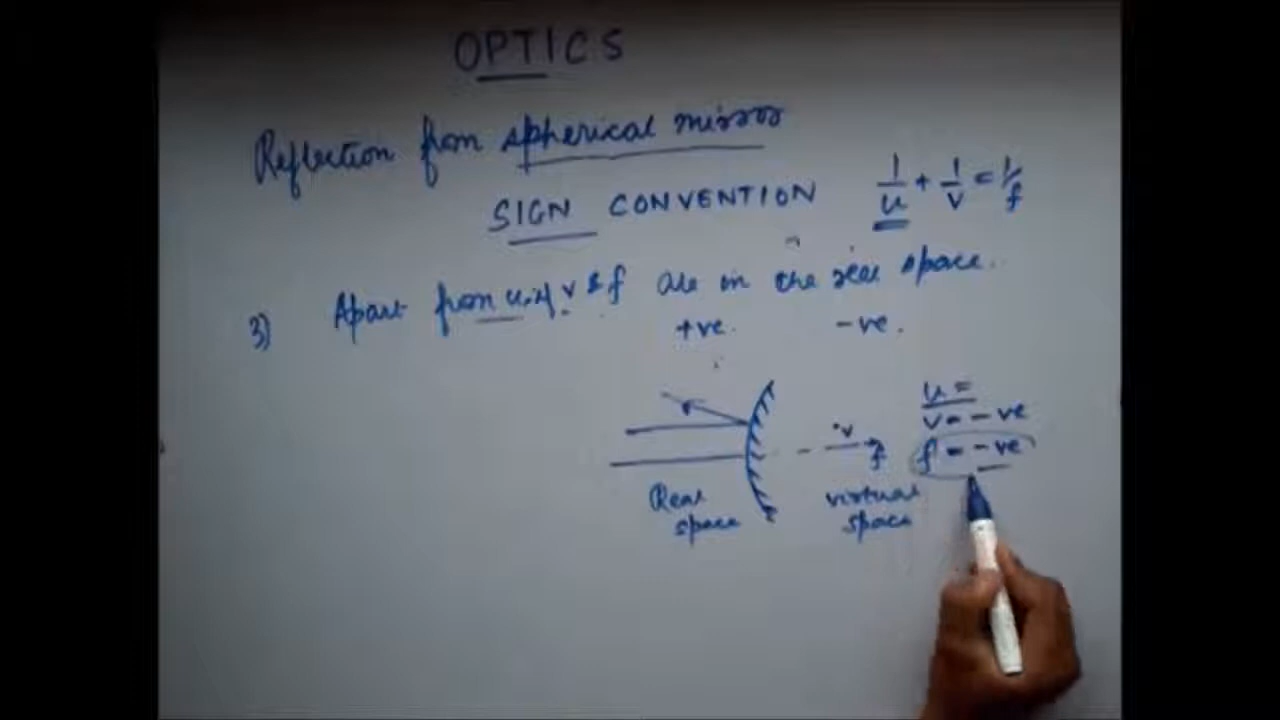 OPTICS
Reflection from spherical mirror
SIGN CONVENTION
1/u + 1/v = 1/f
3) Apart from u, if v & f are in the real space.
+ve. -ve.
u =
v = - ve
f = - ve
v
f
Real space
virtual space